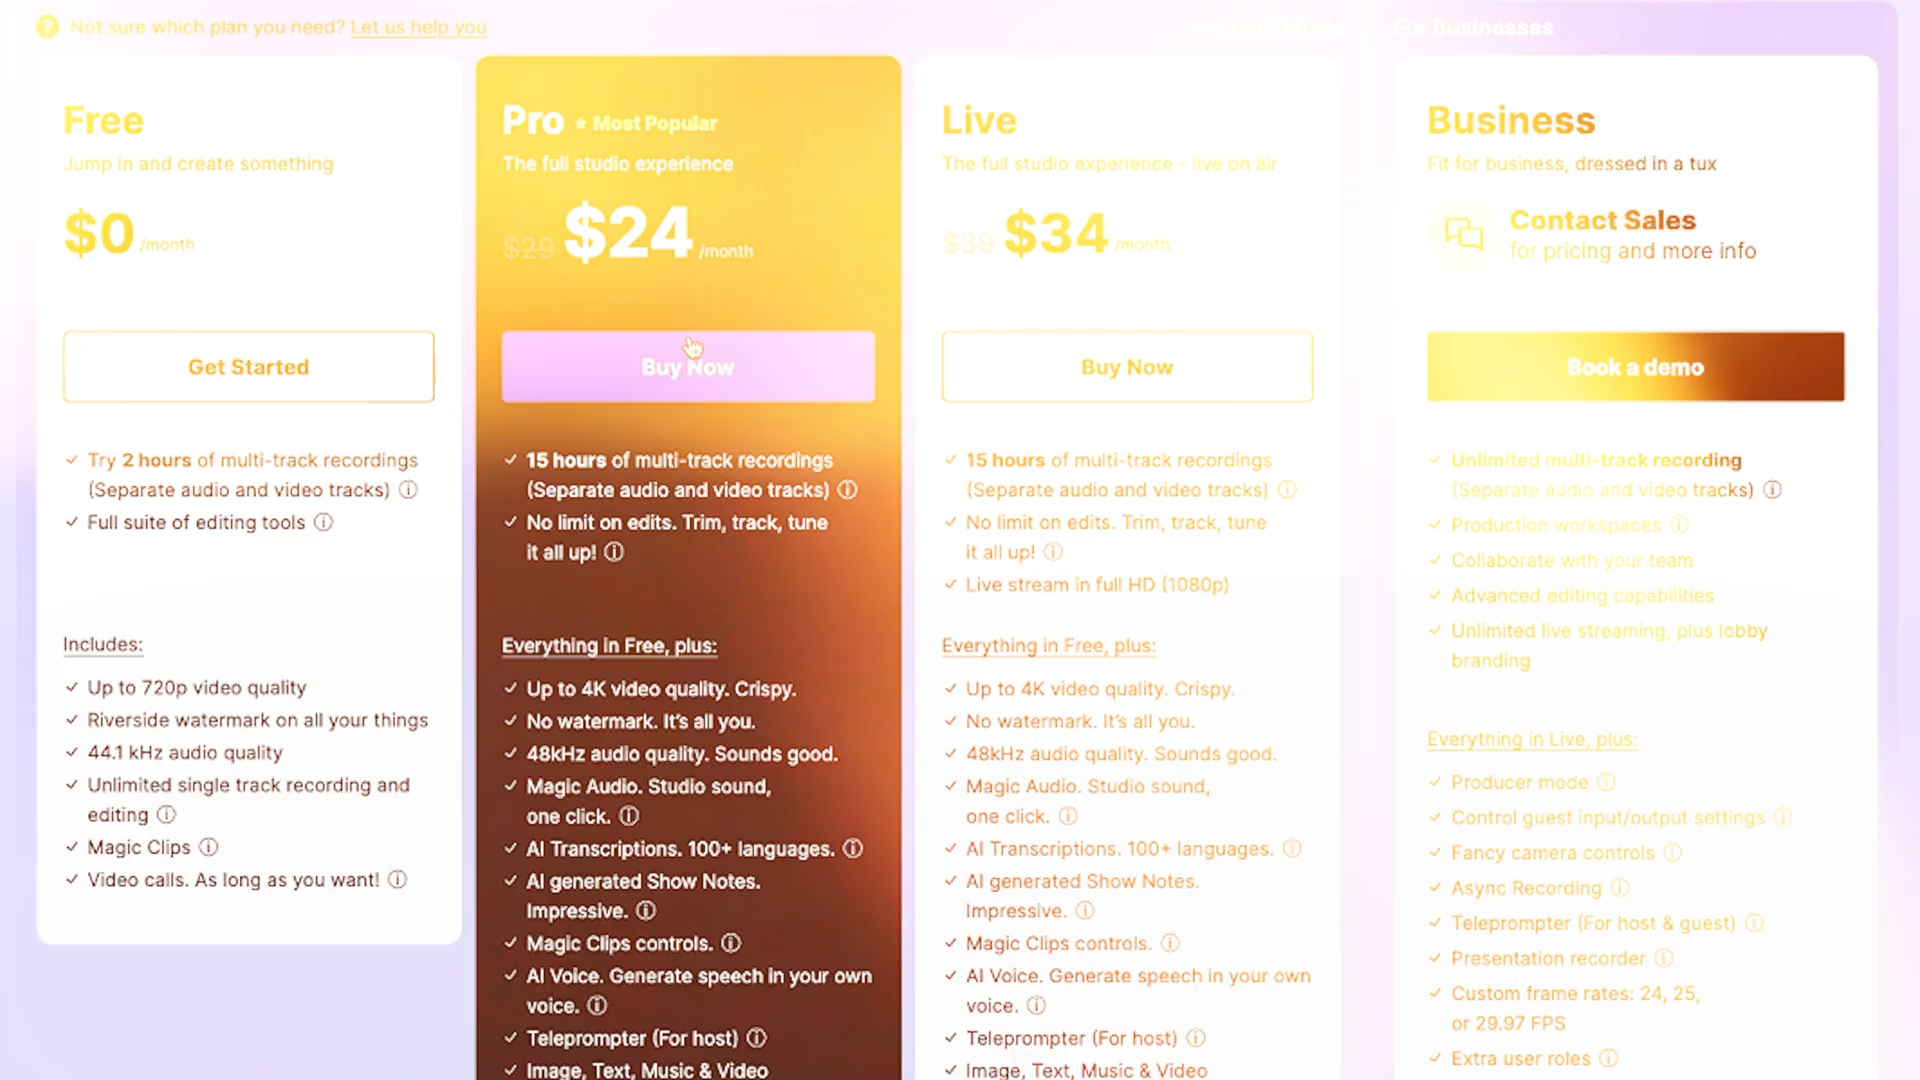 Not sure which plan you need? Let us help you
For Individuals
For Businesses
Free
Jump in and create something
$0 /month
Get Started
Try 2 hours of multi-track recordings
(Separate audio and video tracks)
Full suite of editing tools
Includes:
Up to 720p video quality
Riverside watermark on all your things
44.1 kHz audio quality
Unlimited single track recording and
editing
Magic Clips
Video calls. As long as you want!
Pro ★ Most Popular
The full studio experience
$29 $24 /month
Buy Now
15 hours of multi-track recordings
(Separate audio and video tracks)
No limit on edits. Trim, track, tune
it all up!
Everything in Free, plus:
Up to 4K video quality. Crispy.
No watermark. It's all you.
48kHz audio quality. Sounds good.
Magic Audio. Studio sound,
one click.
AI Transcriptions. 100+ languages.
AI generated Show Notes.
Impressive.
Magic Clips controls.
AI Voice. Generate speech in your own
voice.
Teleprompter (For host)
Image, Text, Music & Video
Live
The full studio experience - live on air
$39 $34 /month
Buy Now
15 hours of multi-track recordings
(Separate audio and video tracks)
No limit on edits. Trim, track, tune
it all up!
Live stream in full HD (1080p)
Everything in Free, plus:
Up to 4K video quality. Crispy.
No watermark. It's all you.
48kHz audio quality. Sounds good.
Magic Audio. Studio sound,
one click.
AI Transcriptions. 100+ languages.
AI generated Show Notes.
Impressive.
Magic Clips controls.
AI Voice. Generate speech in your own
voice.
Teleprompter (For host)
Image, Text, Music & Video
Business
Fit for business, dressed in a tux
Contact Sales
for pricing and more info
Book a demo
Unlimited multi-track recording
(Separate audio and video tracks)
Production workspaces
Collaborate with your team
Advanced editing capabilities
Unlimited live streaming, plus lobby
branding
Everything in Live, plus:
Producer mode
Control guest input/output settings
Fancy camera controls
Async Recording
Teleprompter (For host & guest)
Presentation recorder
Custom frame rates: 24, 25,
or 29.97 FPS
Extra user roles